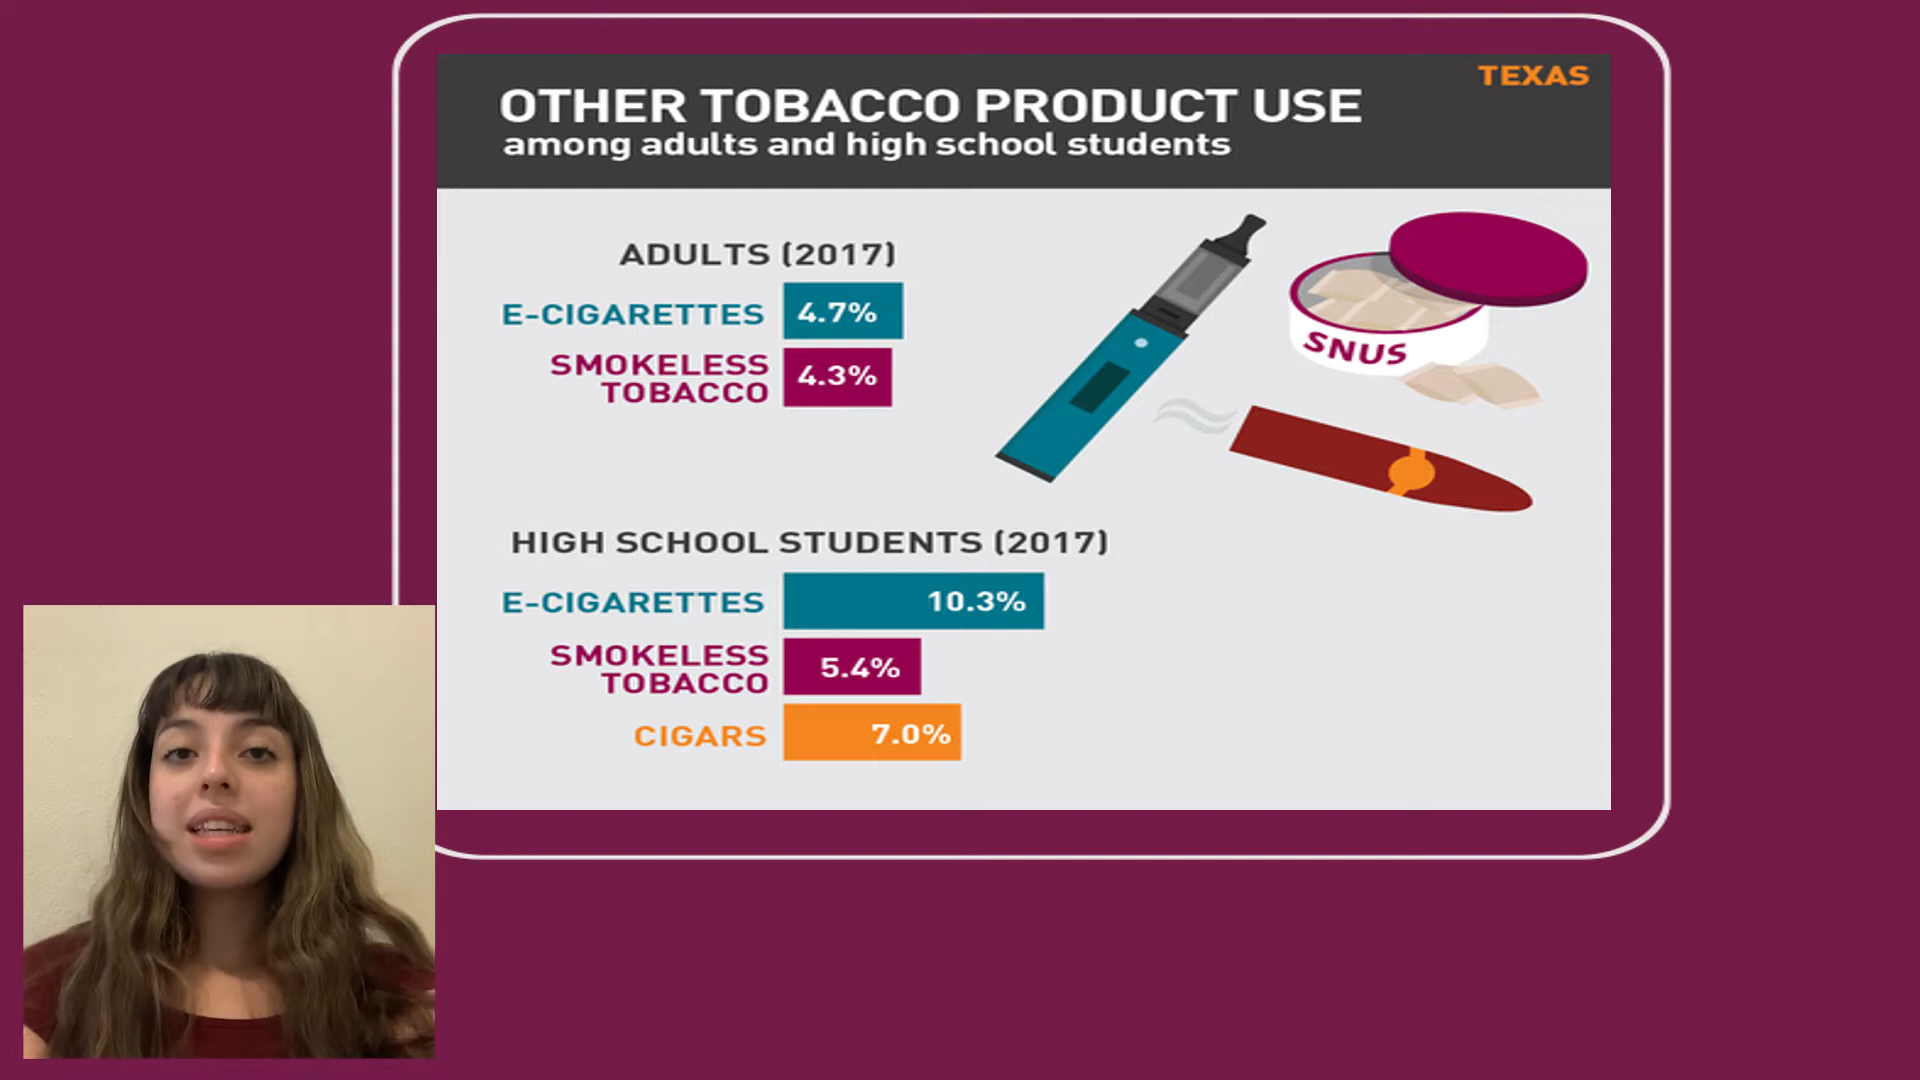 TEXAS
OTHER TOBACCO PRODUCT USE
among adults and high school students
ADULTS (2017)
E-CIGARETTES 4.7%
SMOKELESS
TOBACCO 4.3%
SNUS
HIGH SCHOOL STUDENTS (2017)
E-CIGARETTES 10.3%
SMOKELESS
TOBACCO 5.4%
CIGARS 7.0%